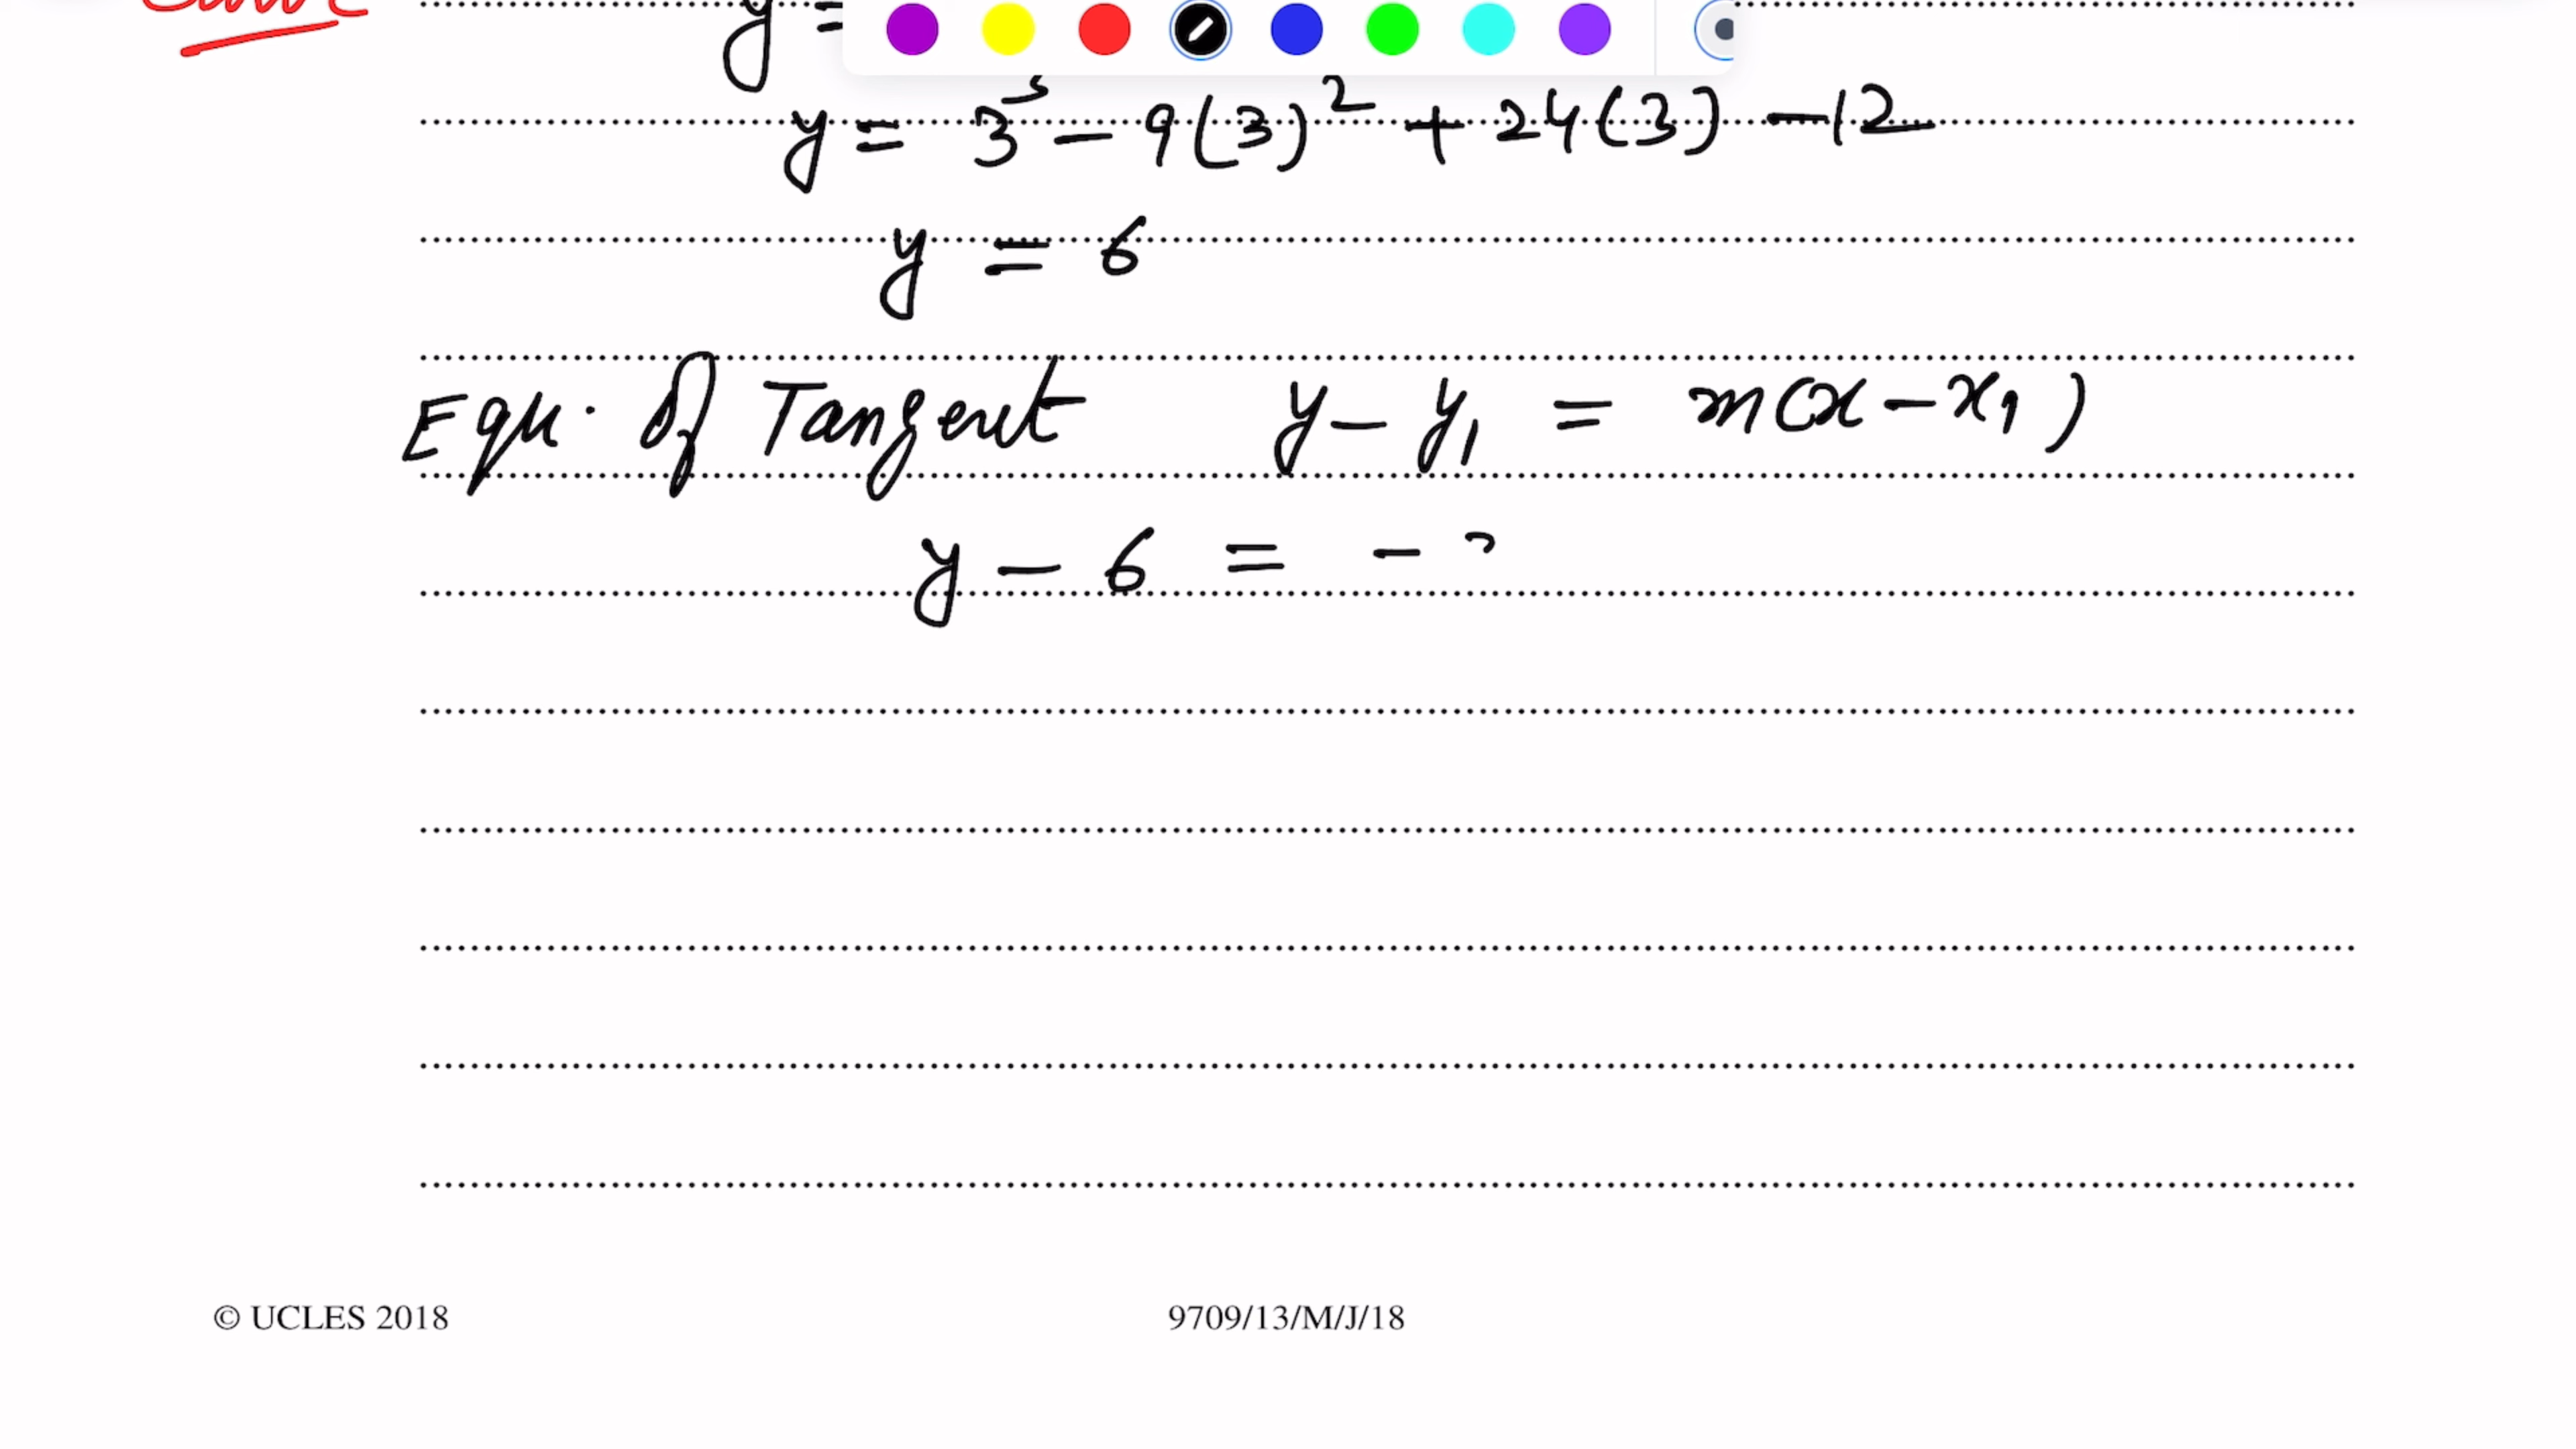 y =
y = 3³ - 9(3)² + 24(3) - 12
y = 6
Equ. Of Tangent y - y₁ = m(x - x₁)
y - 6 = -
© UCLES 2018 9709/13/M/J/18